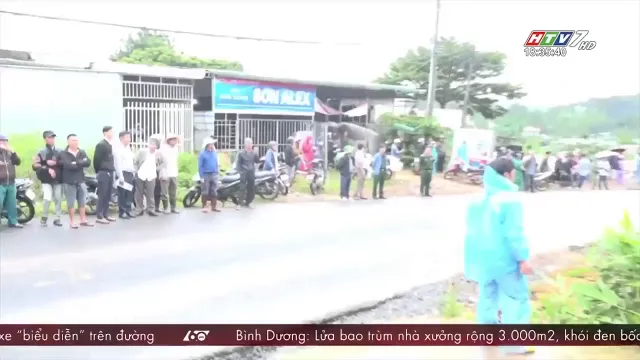 HTV7 HD
18:35:40
SƠN ALEX
xe "biểu diễn" trên đường 60 Bình Dương: Lửa bao trùm nhà xưởng rộng 3.000m2, khói đen bốc